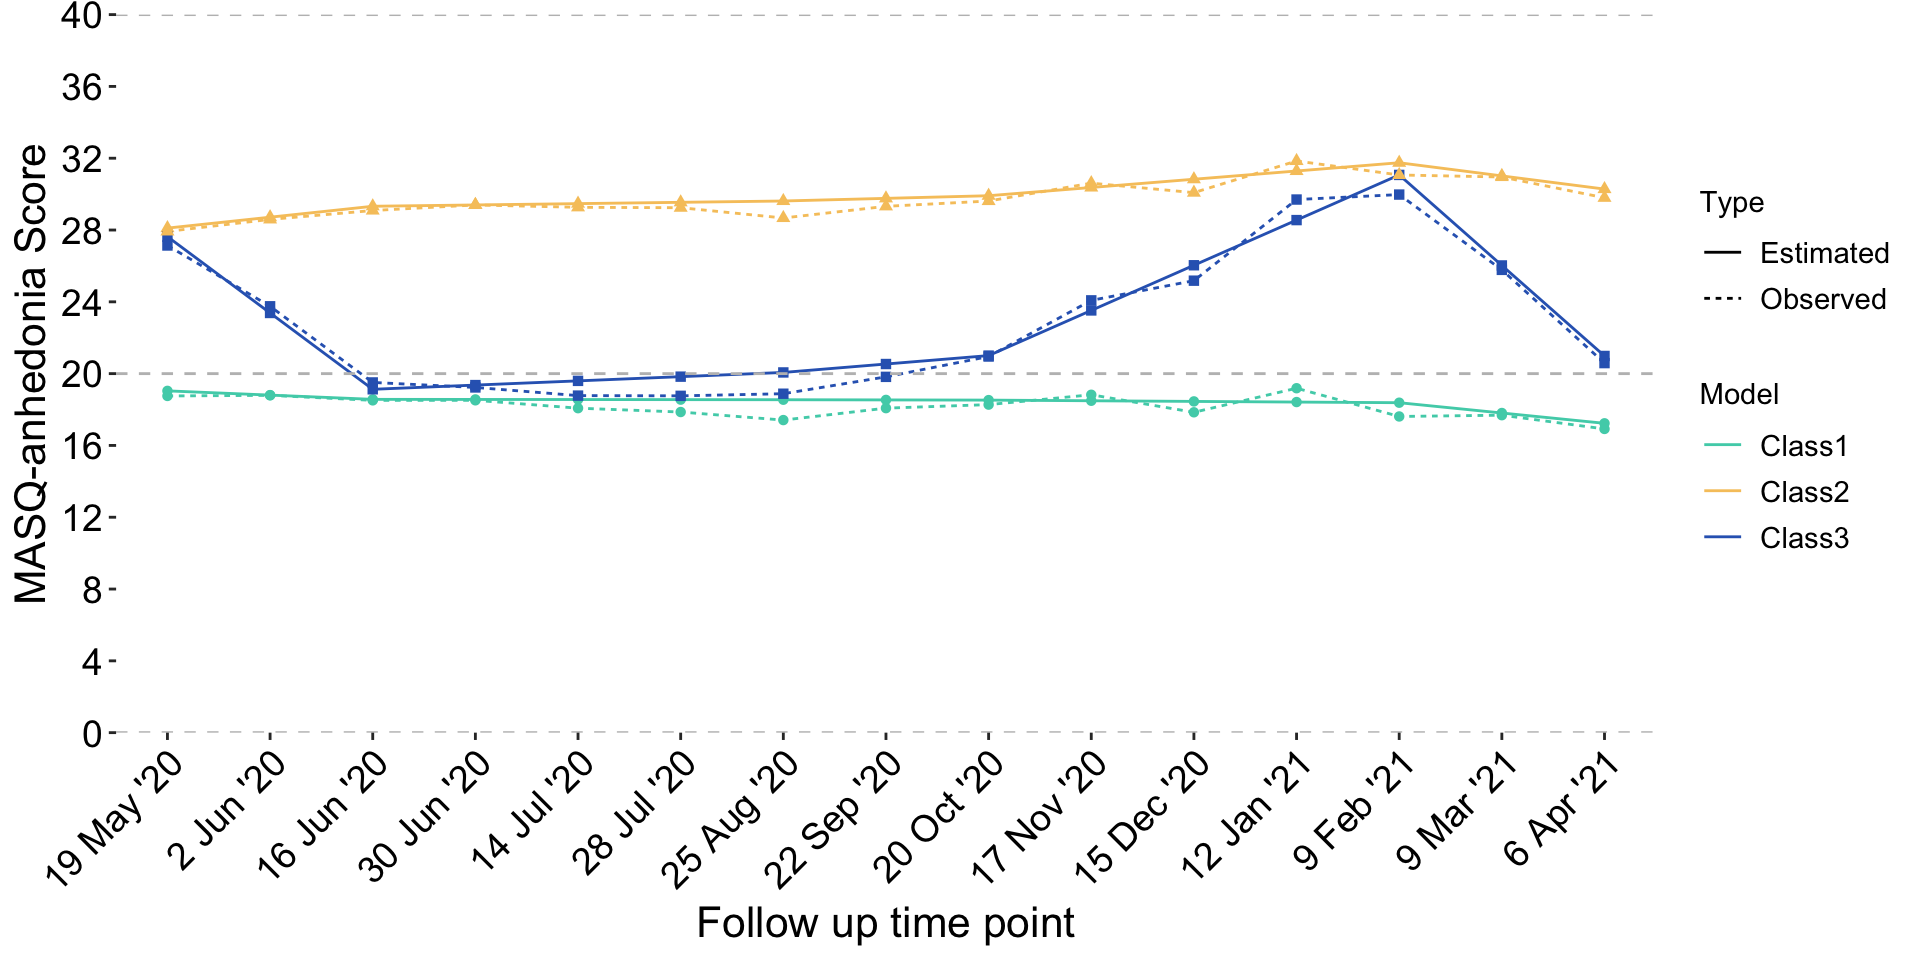 MASQ-anhedonia Score
40
36
32
28
24
20
16
12
8
4
0
19 May '20
2 Jun '20
16 Jun '20
30 Jun '20
14 Jul '20
28 Jul '20
25 Aug '20
22 Sep '20
20 Oct '20
17 Nov '20
15 Dec '20
12 Jan '21
9 Feb '21
9 Mar '21
6 Apr '21
Follow up time point
Type
Estimated
Observed
Model
Class1
Class2
Class3